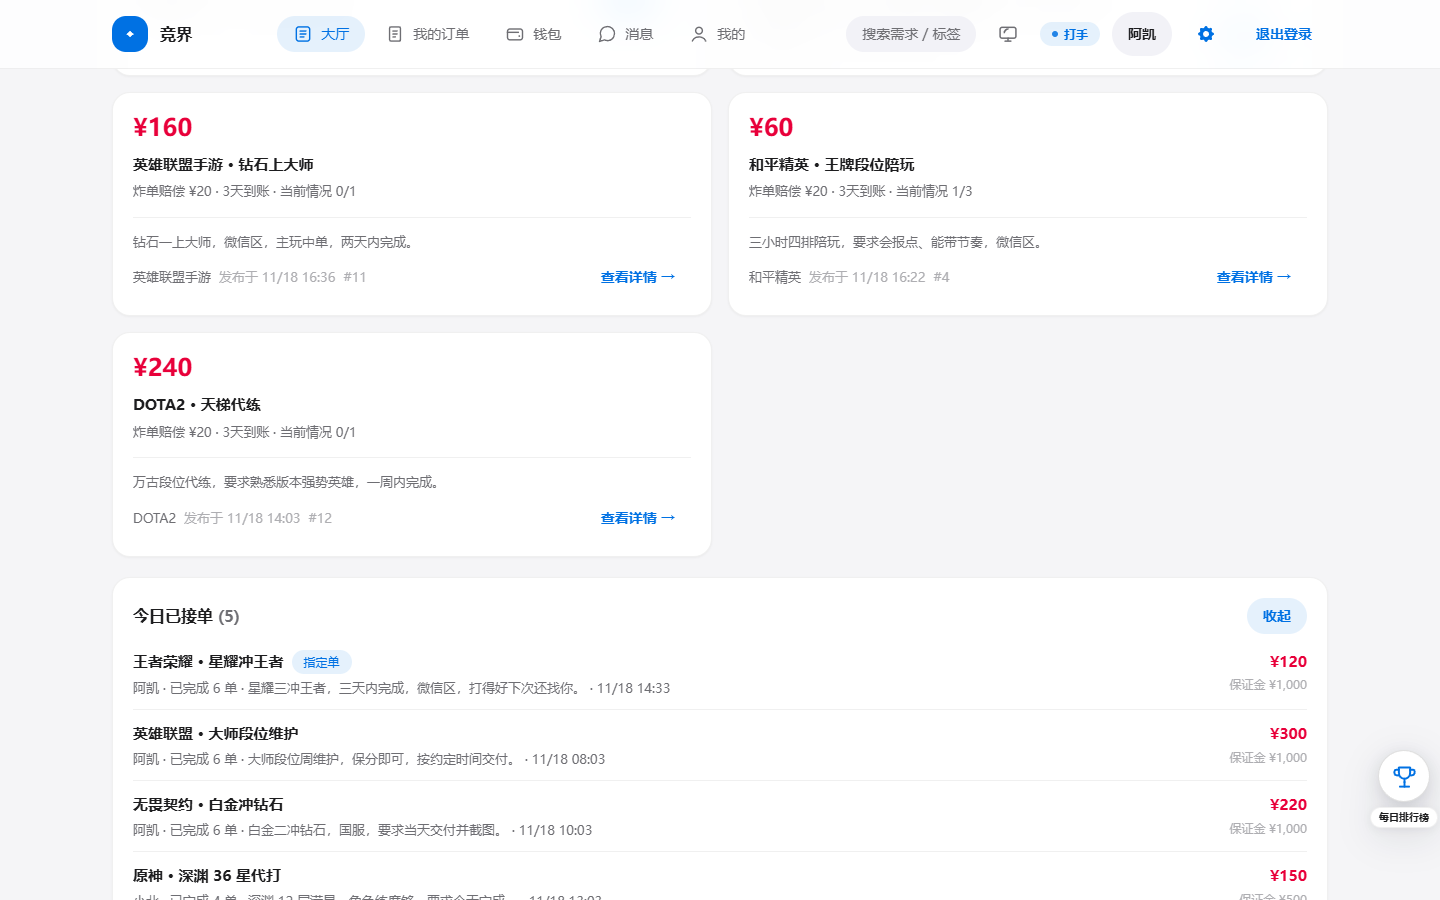 竞界
大厅
我的订单
钱包
消息
我的
搜索需求 / 标签
打手
阿凯
退出登录
¥160
英雄联盟手游 • 钻石上大师
炸单赔偿 ¥20 · 3天到账 · 当前情况 0/1
钻石一上大师，微信区，主玩中单，两天内完成。
英雄联盟手游 发布于 11/18 16:36 #11
查看详情 →
¥60
和平精英 • 王牌段位陪玩
炸单赔偿 ¥20 · 3天到账 · 当前情况 1/3
三小时四排陪玩，要求会报点、能带节奏，微信区。
和平精英 发布于 11/18 16:22 #4
查看详情 →
¥240
DOTA2 • 天梯代练
炸单赔偿 ¥20 · 3天到账 · 当前情况 0/1
万古段位代练，要求熟悉版本强势英雄，一周内完成。
DOTA2 发布于 11/18 14:03 #12
查看详情 →
今日已接单 (5)
收起
王者荣耀 • 星耀冲王者 指定单
¥120
阿凯 · 已完成 6 单 · 星耀三冲王者，三天内完成，微信区，打得好下次还找你。 · 11/18 14:33
保证金 ¥1,000
英雄联盟 • 大师段位维护
¥300
阿凯 · 已完成 6 单 · 大师段位周维护，保分即可，按约定时间交付。 · 11/18 08:03
保证金 ¥1,000
无畏契约 • 白金冲钻石
¥220
阿凯 · 已完成 6 单 · 白金二冲钻石，国服，要求当天交付并截图。 · 11/18 10:03
保证金 ¥1,000
原神 • 深渊 36 星代打
¥150
每日排行榜